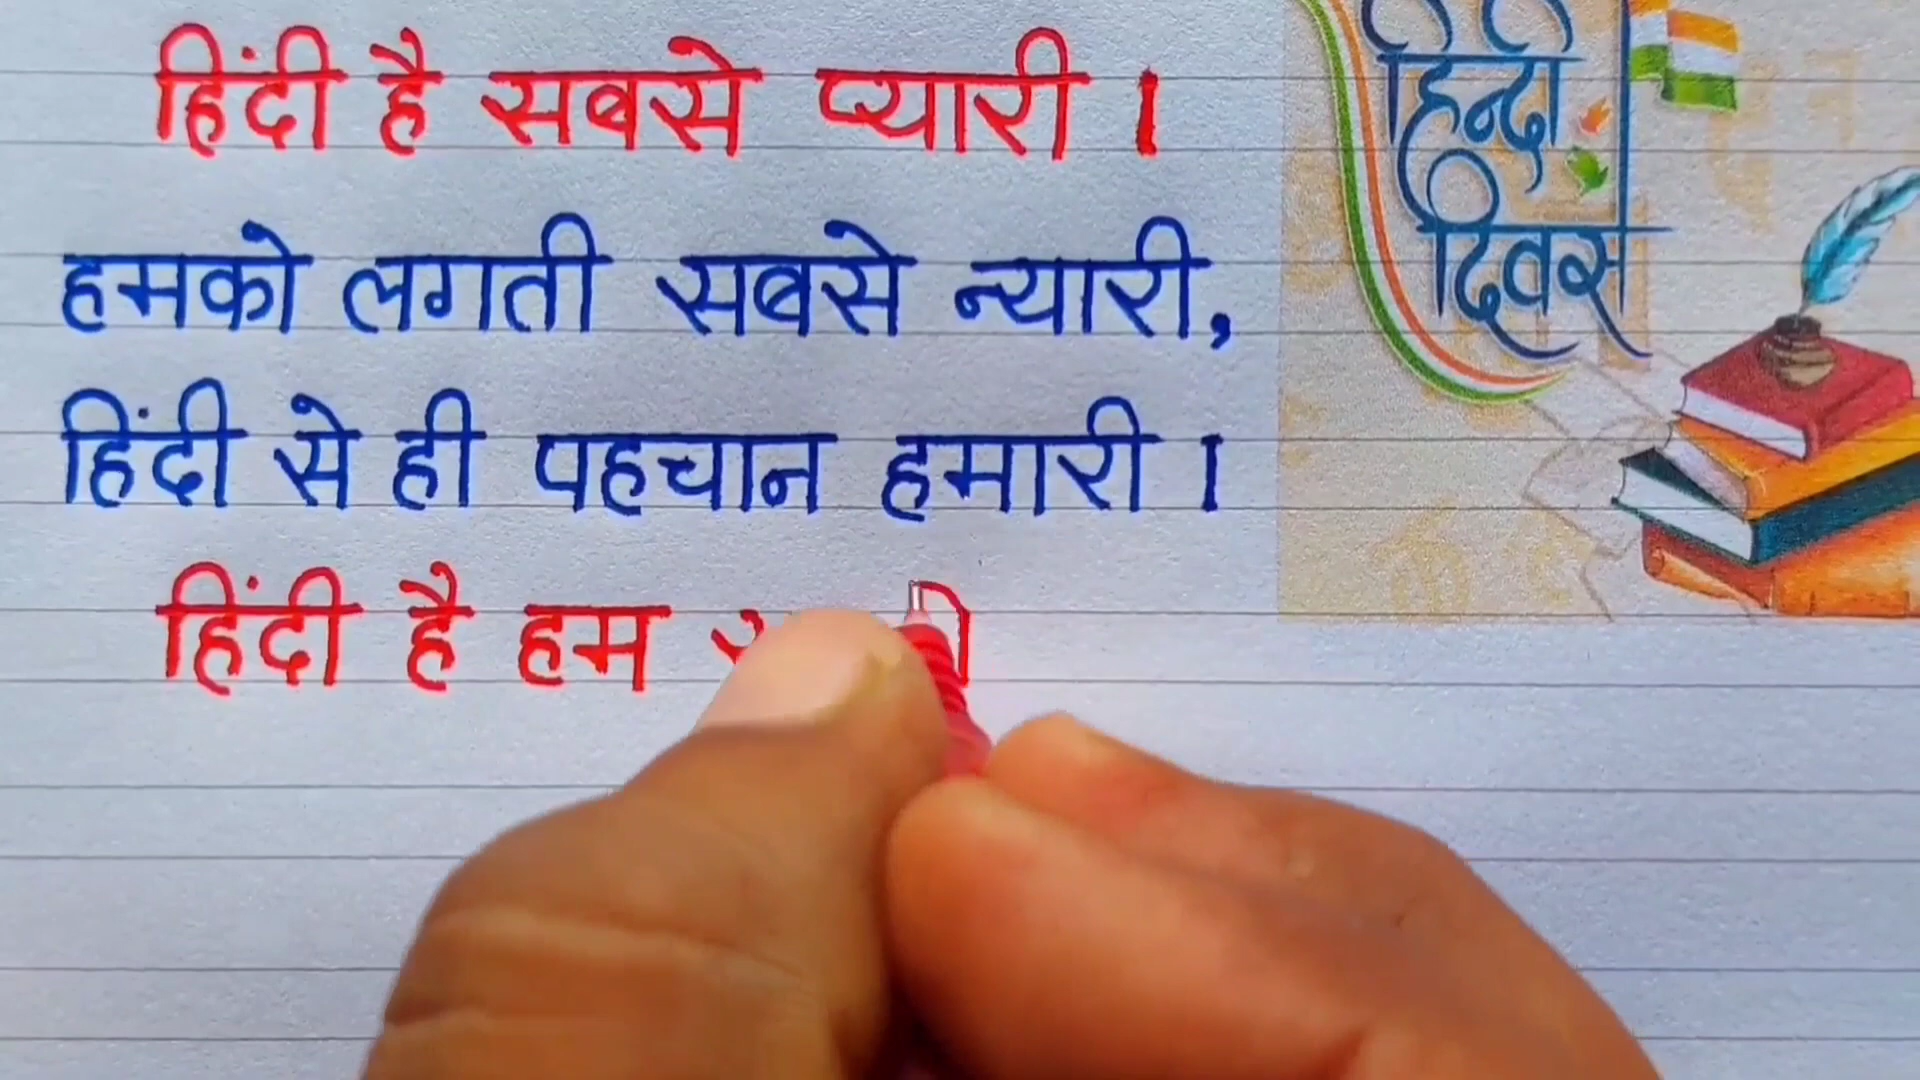 हिंदी है सबसे प्यारी ।
हमको लगती सबसे न्यारी,
हिंदी से ही पहचान हमारी ।
हिंदी है हम
हिन्दी
दिवस